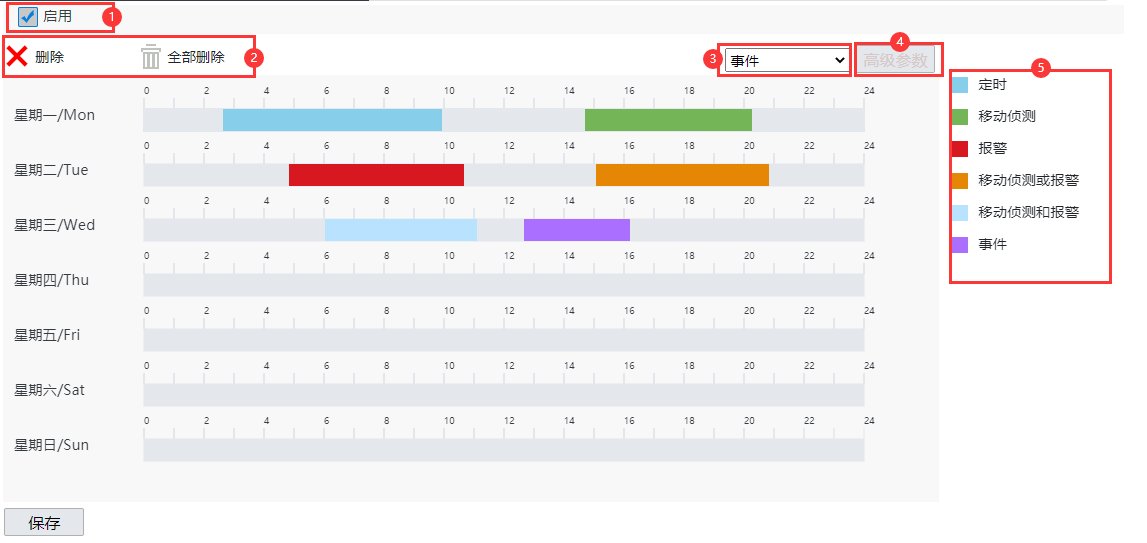 启用 1
删除 全部删除 2 3 事件 4 高级参数
5
定时
移动侦测
报警
移动侦测或报警
移动侦测和报警
事件
0 2 4 6 8 10 12 14 16 18 20 22 24
星期一/Mon
0 2 4 6 8 10 12 14 16 18 20 22 24
星期二/Tue
0 2 4 6 8 10 12 14 16 18 20 22 24
星期三/Wed
0 2 4 6 8 10 12 14 16 18 20 22 24
星期四/Thu
0 2 4 6 8 10 12 14 16 18 20 22 24
星期五/Fri
0 2 4 6 8 10 12 14 16 18 20 22 24
星期六/Sat
0 2 4 6 8 10 12 14 16 18 20 22 24
星期日/Sun
保存